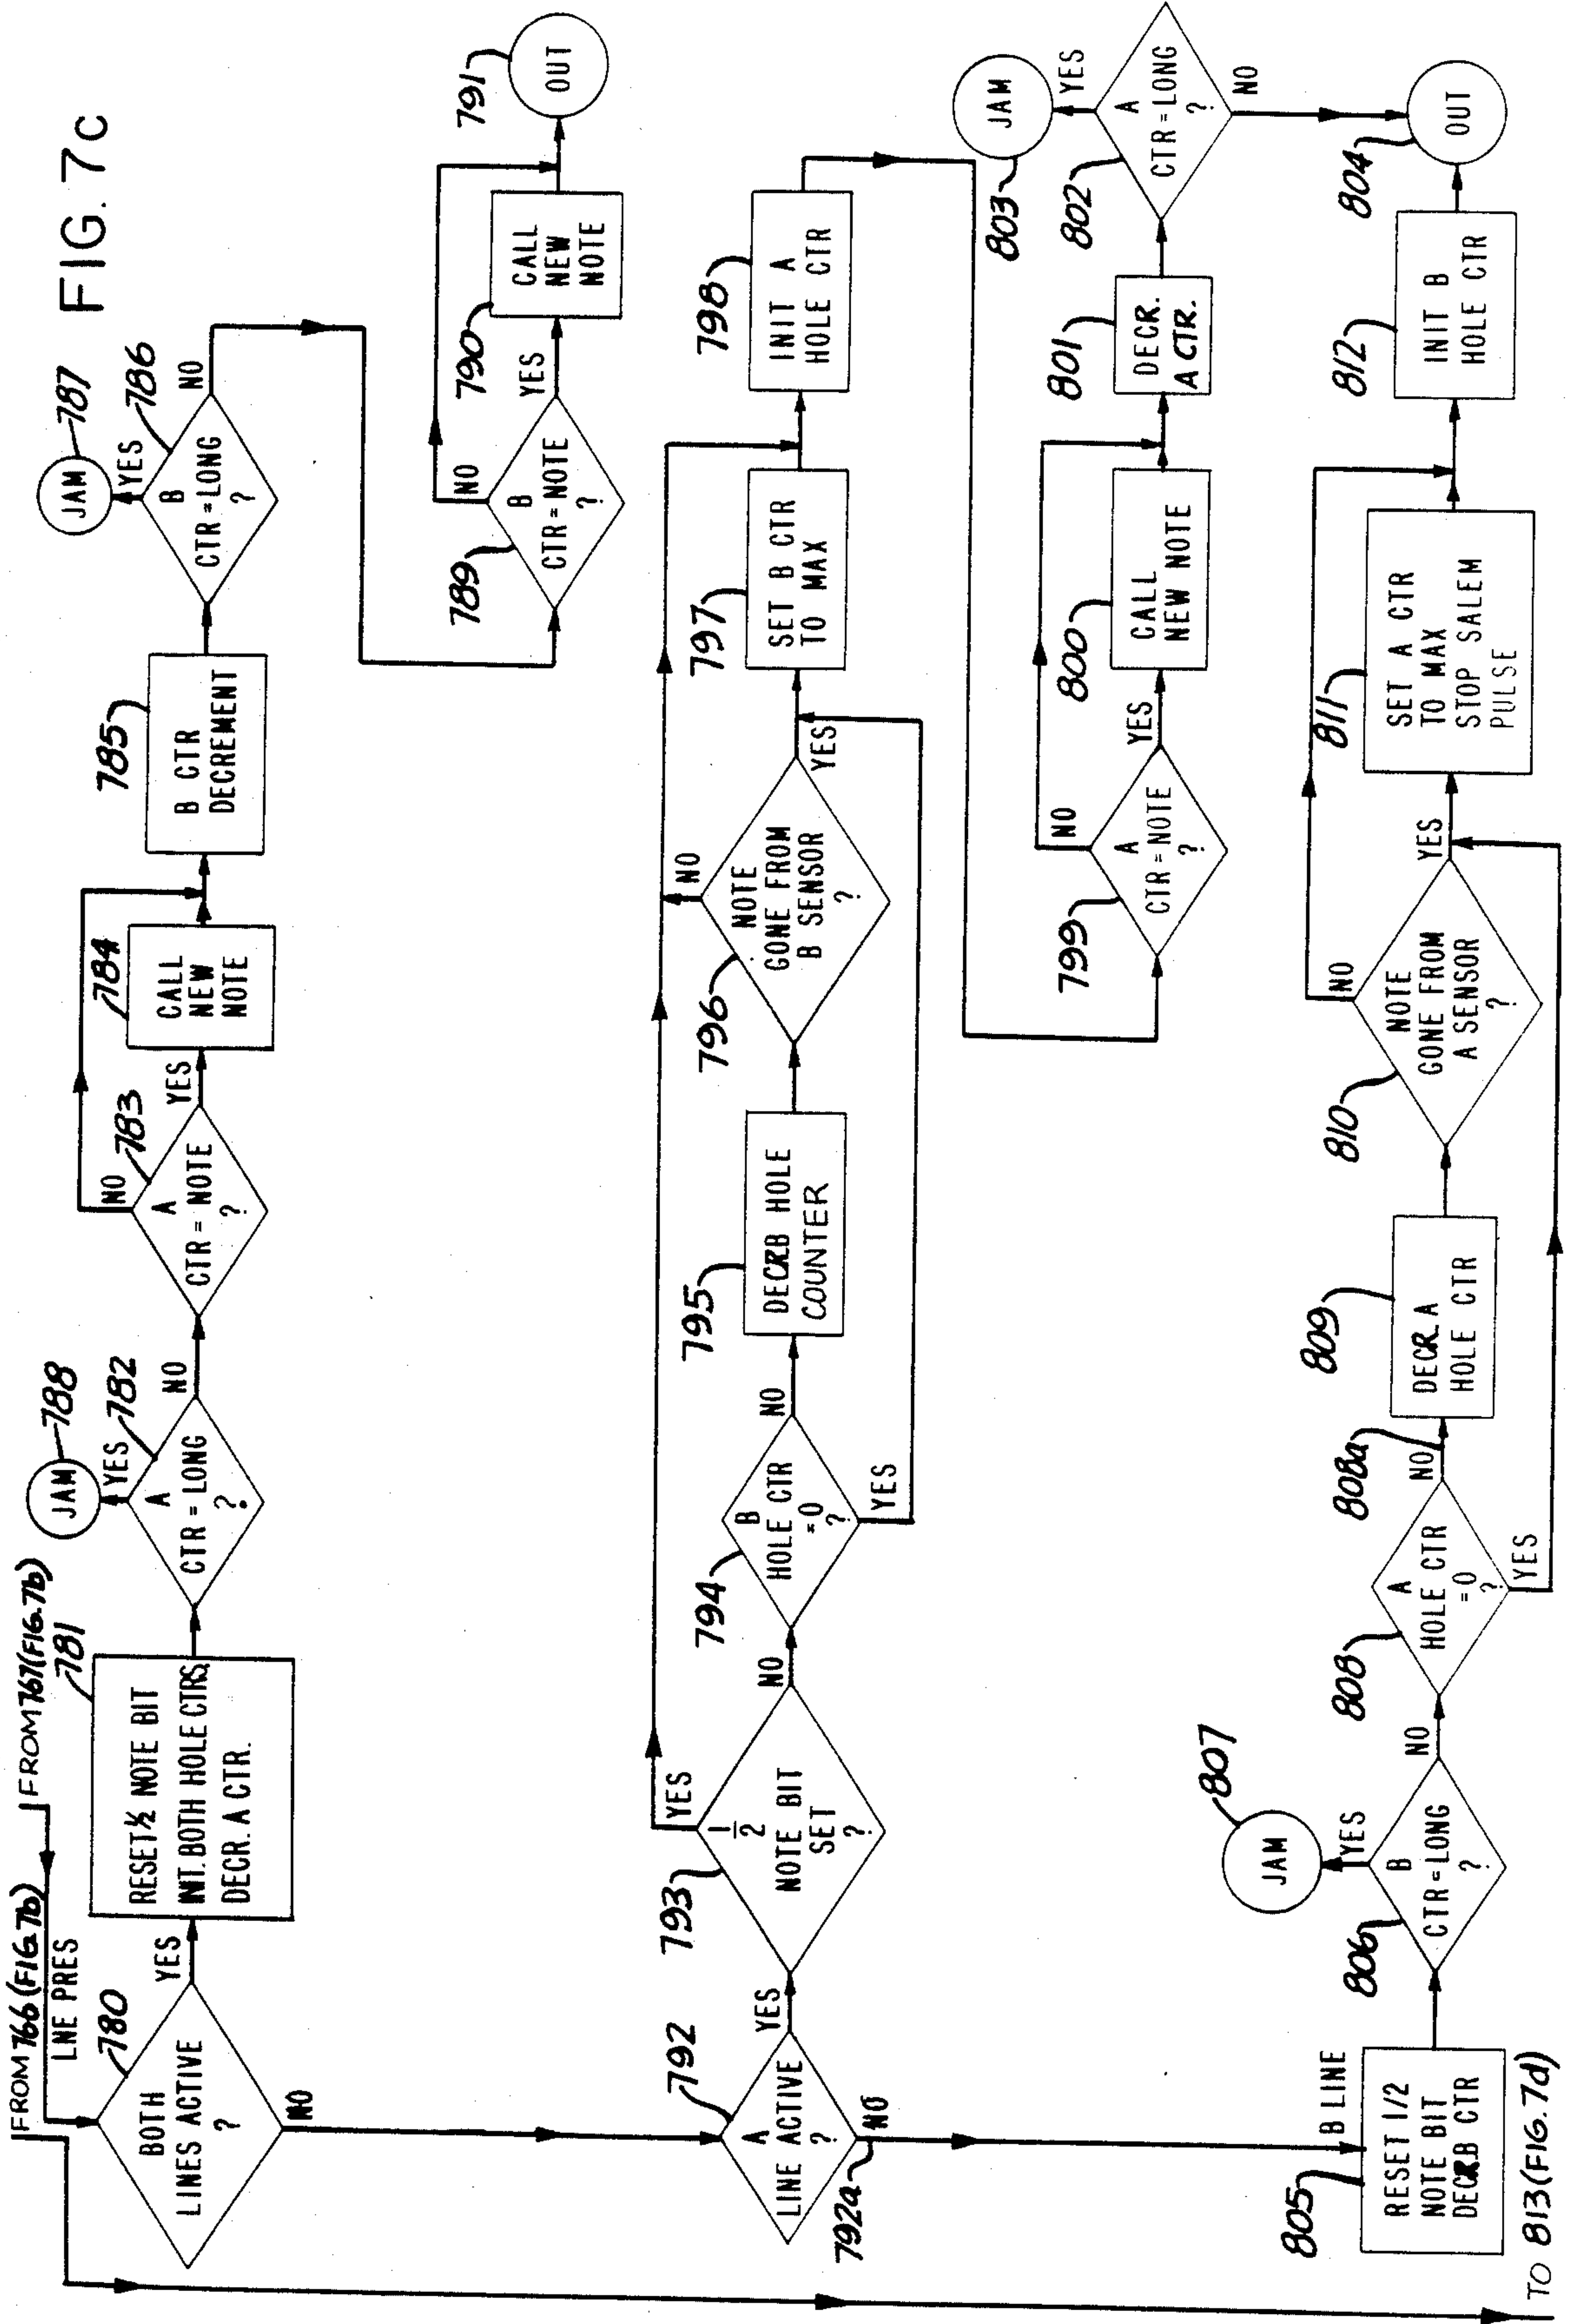 FIG. 7c
FROM 766 (FIG. 7b)
FROM 767 (FIG. 7b)
LNE PRES
780
BOTH
LINES ACTIVE
?
YES
NO
781
RESET ½ NOTE BIT
INIT. BOTH HOLE CTRS.
DECR. A CTR.
782
A
CTR = LONG
?
YES
788
JAM
NO
783
A
CTR = NOTE
?
NO
YES
784
CALL
NEW
NOTE
785
B CTR
DECREMENT
786
B
CTR = LONG
?
YES
787
JAM
NO
789
B
CTR = NOTE
?
NO
YES
790
CALL
NEW
NOTE
791
OUT
792
A
LINE ACTIVE
?
YES
792a
NO
793
1/2
NOTE BIT
SET
?
YES
NO
794
B
HOLE CTR
=0
?
NO
YES
795
DECR.B HOLE
COUNTER
796
NOTE
GONE FROM
B SENSOR
?
NO
YES
797
SET B CTR
TO MAX
798
INIT A
HOLE CTR
799
A
CTR = NOTE
?
NO
YES
800
CALL
NEW NOTE
801
DECR.
A CTR.
802
A
CTR = LONG
?
YES
803
JAM
NO
804
OUT
B LINE
805
RESET 1/2
NOTE BIT
DECR.B CTR
806
B
CTR = LONG
?
YES
807
JAM
NO
808
A
HOLE CTR
=0
?
NO
808a
YES
809
DECR. A
HOLE CTR
810
NOTE
GONE FROM
A SENSOR
?
NO
YES
811
SET A CTR
TO MAX
STOP SALEM
PULSE
812
INIT B
HOLE CTR
TO 813 (FIG. 7d)